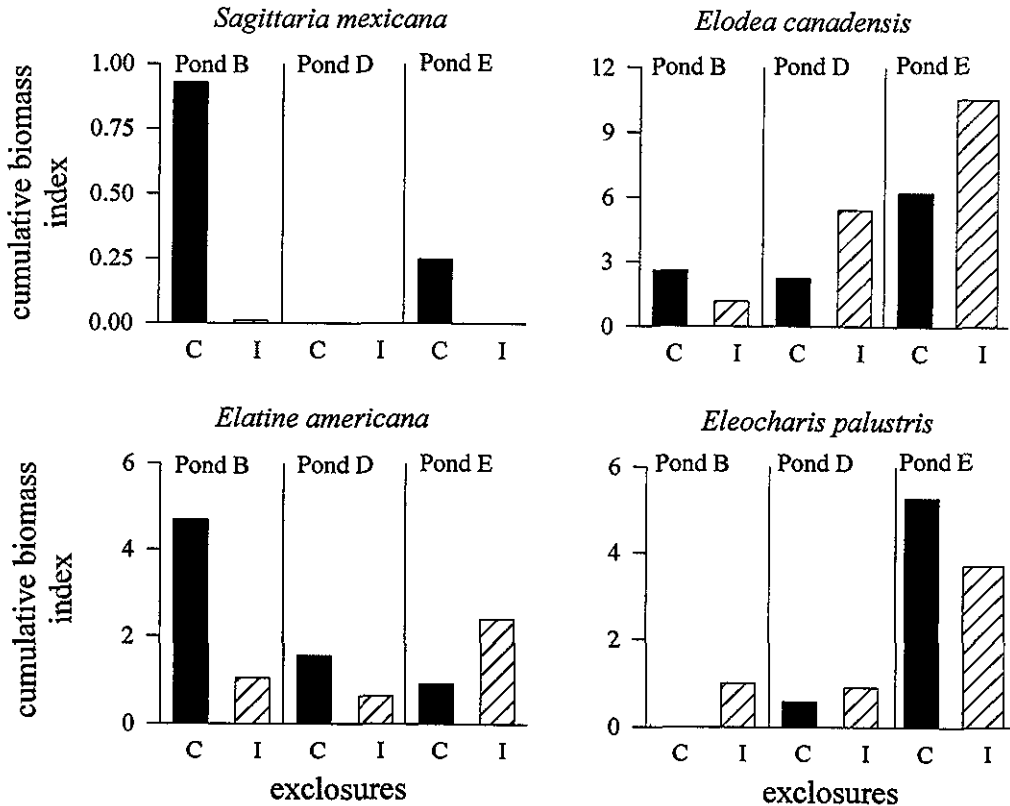 Sagittaria mexicana
cumulative biomass
index
1.00
0.75
0.50
0.25
0.00
Pond B Pond D Pond E
C I C I C I
Elodea canadensis
12
9
6
3
0
Pond B Pond D Pond E
C I C I C I
Elatine americana
cumulative biomass
index
6
4
2
0
Pond B Pond D Pond E
C I C I C I
exclosures
Eleocharis palustris
6
4
2
0
Pond B Pond D Pond E
C I C I C I
exclosures